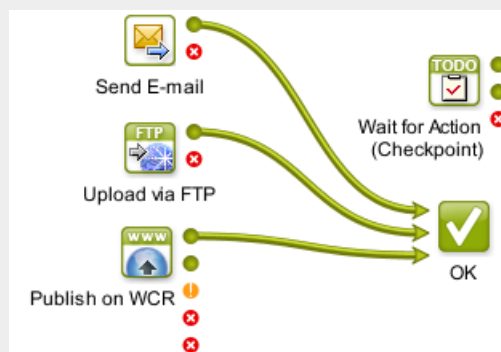 Send E-mail
TODO
Wait for Action
(Checkpoint)
FTP
Upload via FTP
www
Publish on WCR
OK